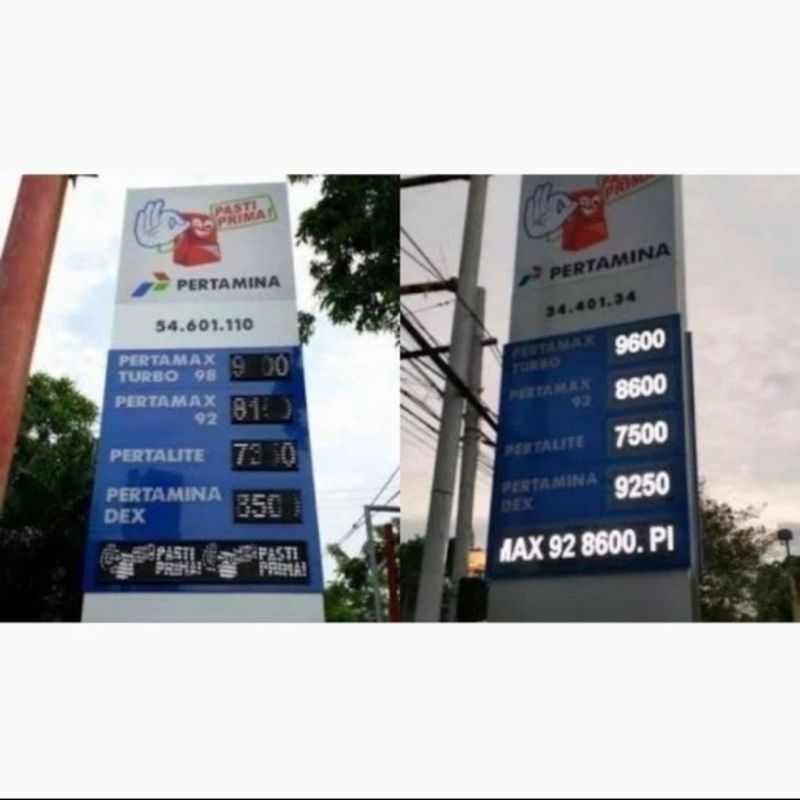 PASTI
PRIMA!
PERTAMINA
54.601.110
PERTAMAX
TURBO 98
PERTAMAX
92
PERTALITE
PERTAMINA
DEX
PASTI
PRIMA!
PASTI
PRIMA!
PASTI
PRIMA!
PERTAMINA
34.401.34
PERTAMAX
TURBO
9600
PERTAMAX
92
8600
PERTALITE
7500
PERTAMINA
DEX
9250
MAX 92 8600. PI